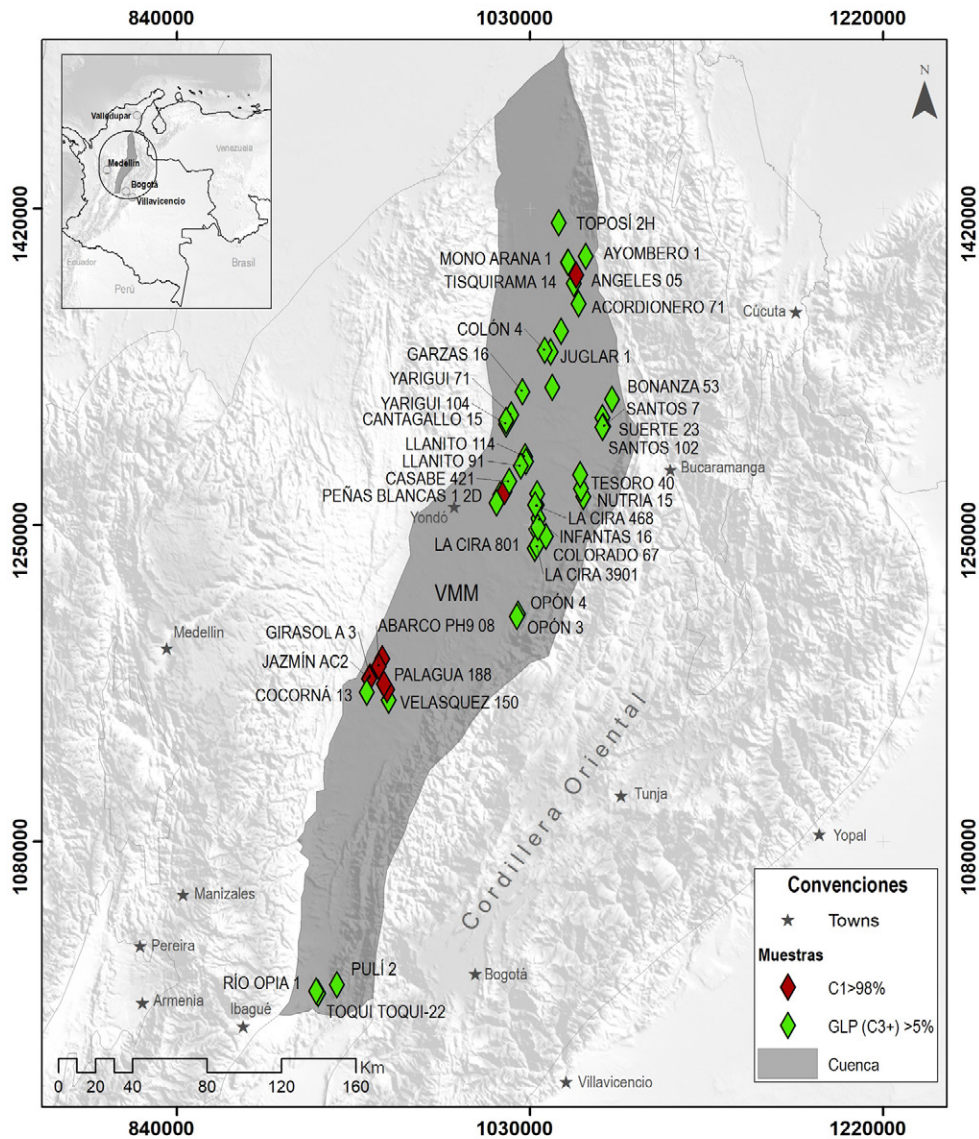 840000
1030000
1220000
N
Valledupar
Venezuela
Medellín
Bogotá
Villavicencio
Ecuador
Brasil
Perú
1420000
1420000
TOPOSÍ 2H
MONO ARANA 1
AYOMBERO 1
TISQUIRAMA 14
ANGELES 05
ACORDIONERO 71
Cúcuta
COLÓN 4
JUGLAR 1
GARZAS 16
YARIGUI 71
BONANZA 53
YARIGUI 104
SANTOS 7
CANTAGALLO 15
SUERTE 23
SANTOS 102
LLANITO 114
LLANITO 91
Bucaramanga
CASABE 421
TESORO 40
PEÑAS BLANCAS 1 2D
NUTRIA 15
Yondó
LA CIRA 468
1250000
1250000
INFANTAS 16
LA CIRA 801
COLORADO 67
LA CIRA 3901
VMM
OPÓN 4
ABARCO PH9 08
OPÓN 3
Medellín
GIRASOL A 3
JAZMÍN AC2
PALAGUA 188
COCORNÁ 13
VELASQUEZ 150
Cordillera Oriental
Tunja
Yopal
1080000
1080000
Manizales
Pereira
Armenia
Ibagué
Bogotá
PULÍ 2
RÍO OPIA 1
TOQUI TOQUI-22
Villavicencio
Km
0 20 40 80 120 160
Convenciones
Towns
Muestras
C1>98%
GLP (C3+) >5%
Cuenca
840000
1030000
1220000